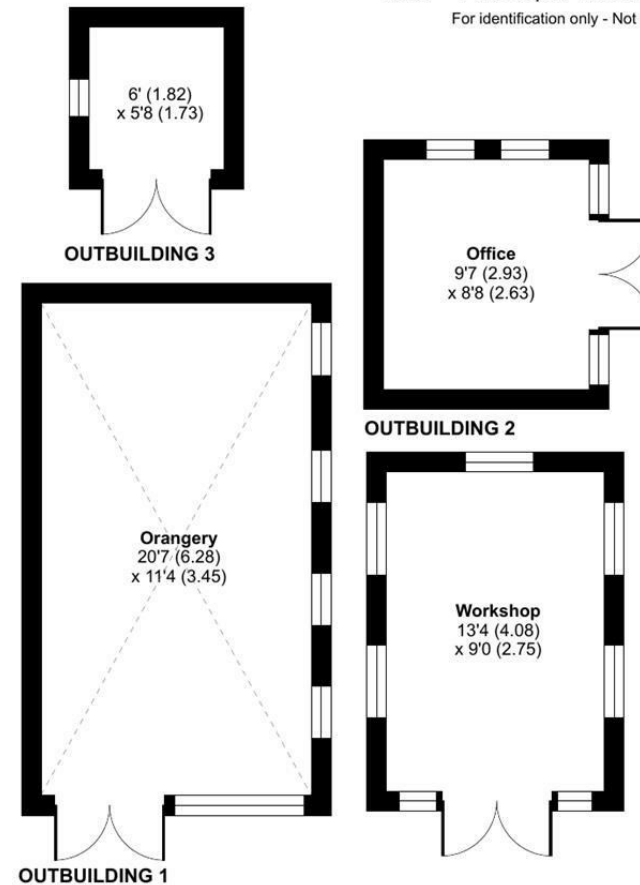 For identification only - Not
6' (1.82)
x 5'8 (1.73)
OUTBUILDING 3
Office
9'7 (2.93)
x 8'8 (2.63)
OUTBUILDING 2
Orangery
20'7 (6.28)
x 11'4 (3.45)
OUTBUILDING 1
Workshop
13'4 (4.08)
x 9'0 (2.75)